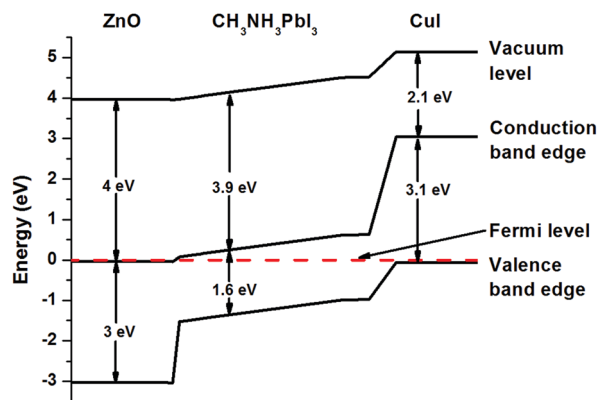 ZnO
CH₃NH₃PbI₃
CuI
5
4
3
2
1
0
-1
-2
-3
Energy (eV)
4 eV
3 eV
3.9 eV
1.6 eV
2.1 eV
3.1 eV
Vacuum
level
Conduction
band edge
Fermi level
Valence
band edge